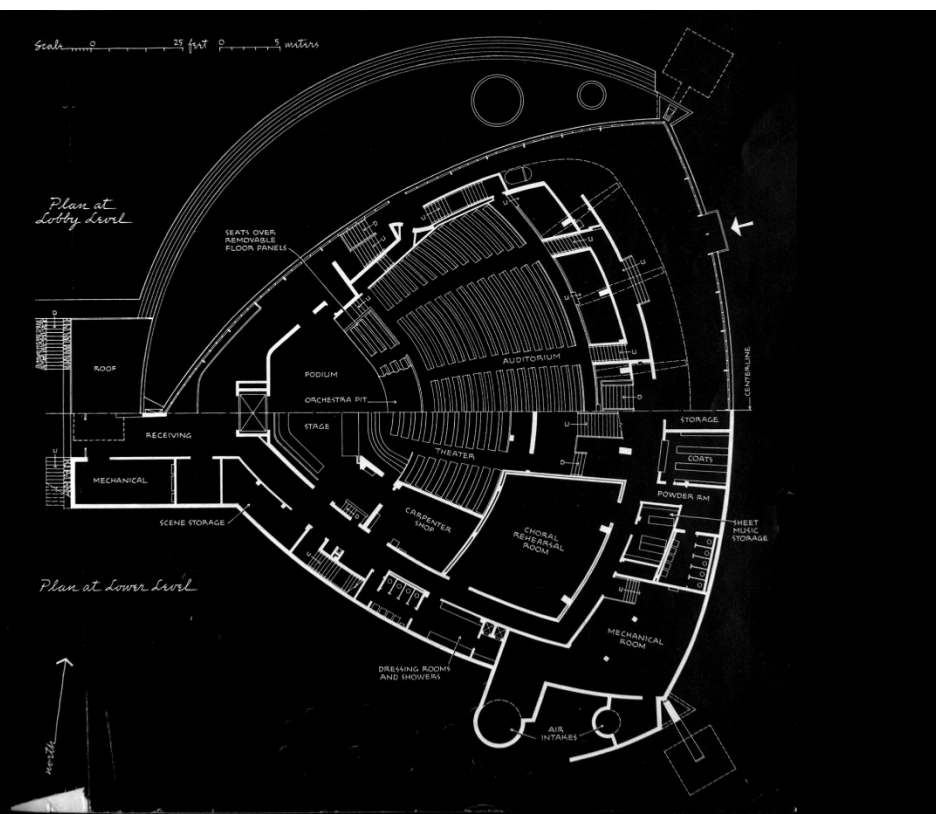 Scale 0 25 feet 0 5 meters
Plan at
Lobby Level
SEATS OVER
REMOVABLE
FLOOR PANELS
U
U
U
U
U
U
U
D
ROOF
PODIUM
AUDITORIUM
ORCHESTRA PIT
U
D
CENTERLINE
STAGE
STORAGE
RECEIVING
U
THEATER
COATS
U
D
MECHANICAL
POWDER RM
SCENE STORAGE
CARPENTER
SHOP
CHORAL
REHEARSAL
ROOM
SHEET
MUSIC
STORAGE
D
U
U
Plan at Lower Level
MECHANICAL
ROOM
DRESSING ROOMS
AND SHOWERS
AIR
INTAKES
north